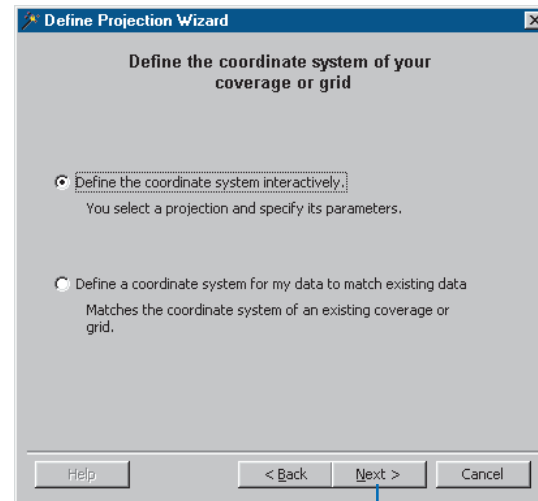 Define Projection Wizard
Define the coordinate system of your
coverage or grid
Define the coordinate system interactively.
You select a projection and specify its parameters.
Define a coordinate system for my data to match existing data
Matches the coordinate system of an existing coverage or
grid.
Help
< Back
Next >
Cancel